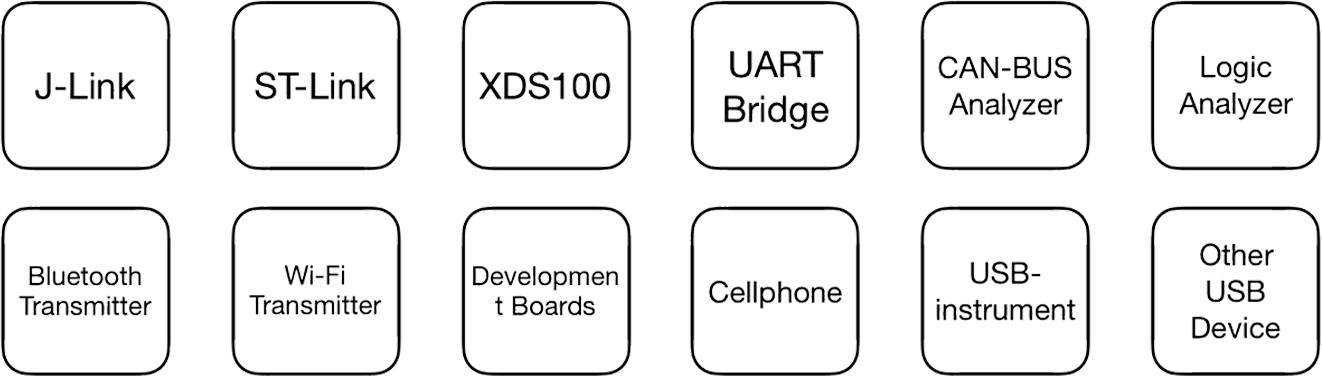 J-Link
ST-Link
XDS100
UART
Bridge
CAN-BUS
Analyzer
Logic
Analyzer
Bluetooth
Transmitter
Wi-Fi
Transmitter
Developmen
t Boards
Cellphone
USB-
instrument
Other
USB
Device